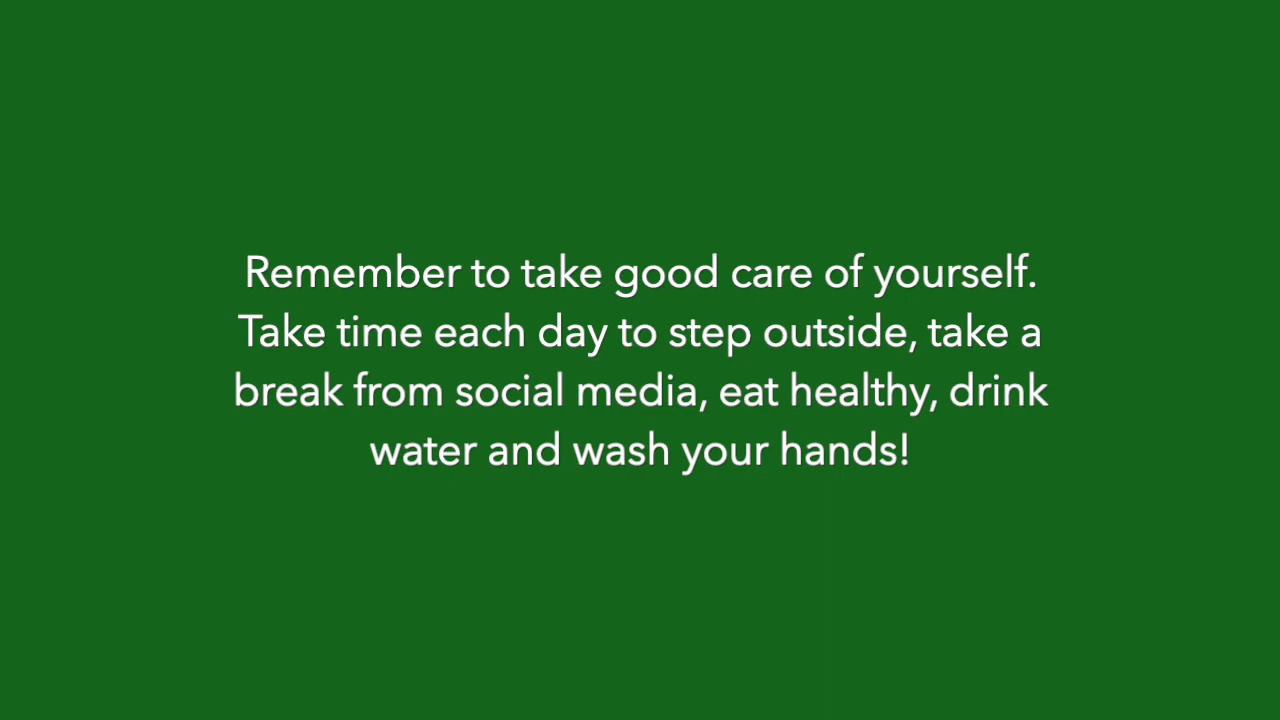 Remember to take good care of yourself.
Take time each day to step outside, take a
break from social media, eat healthy, drink
water and wash your hands!